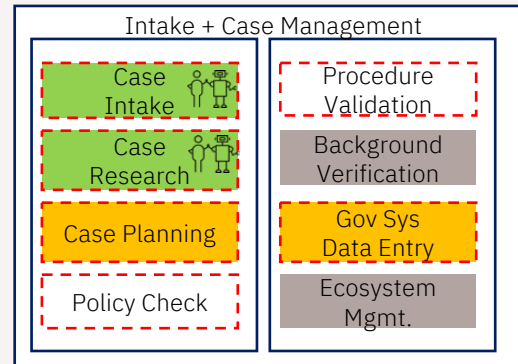 Intake + Case Management
Case
Intake
Case
Research
Case Planning
Policy Check
Procedure
Validation
Background
Verification
Gov Sys
Data Entry
Ecosystem
Mgmt.